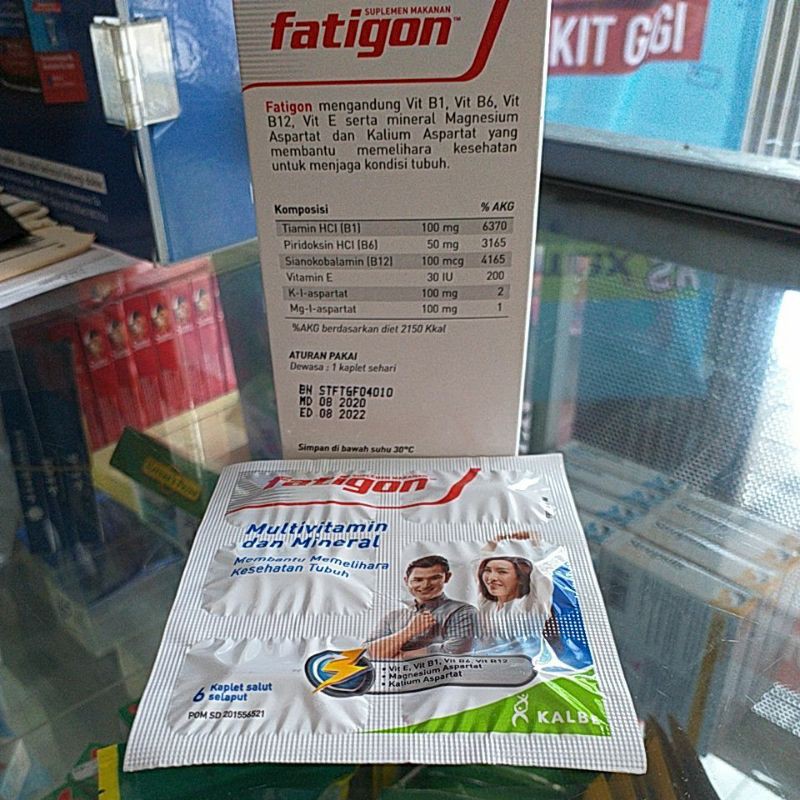 SUPLEMEN MAKANAN
fatigon™
KIT GGI
Fatigon mengandung Vit B1, Vit B6, Vit
B12, Vit E serta mineral Magnesium
Aspartat dan Kalium Aspartat yang
membantu memelihara kesehatan
untuk menjaga kondisi tubuh.
Komposisi % AKG
Tiamin HCl (B1) 100 mg 6370
Piridoksin HCl (B6) 50 mg 3165
Sianokobalamin (B12) 100 mcg 4165
Vitamin E 30 IU 200
K-l-aspartat 100 mg 2
Mg-l-aspartat 100 mg 1
%AKG berdasarkan diet 2150 Kkal
ATURAN PAKAI
Dewasa : 1 kaplet sehari
BN STFTGF04010
MD 08 2020
ED 08 2022
Simpan di bawah suhu 30°C
SUPLEMEN MAKANAN
fatigon
Multivitamin
dan Mineral
Membantu Memelihara
Kesehatan Tubuh
• Vit E, Vit B1, Vit B6, Vit B12
• Magnesium Aspartat
• Kalium Aspartat
6 Kaplet salut
selaput
POM SD 201556521
KALBE